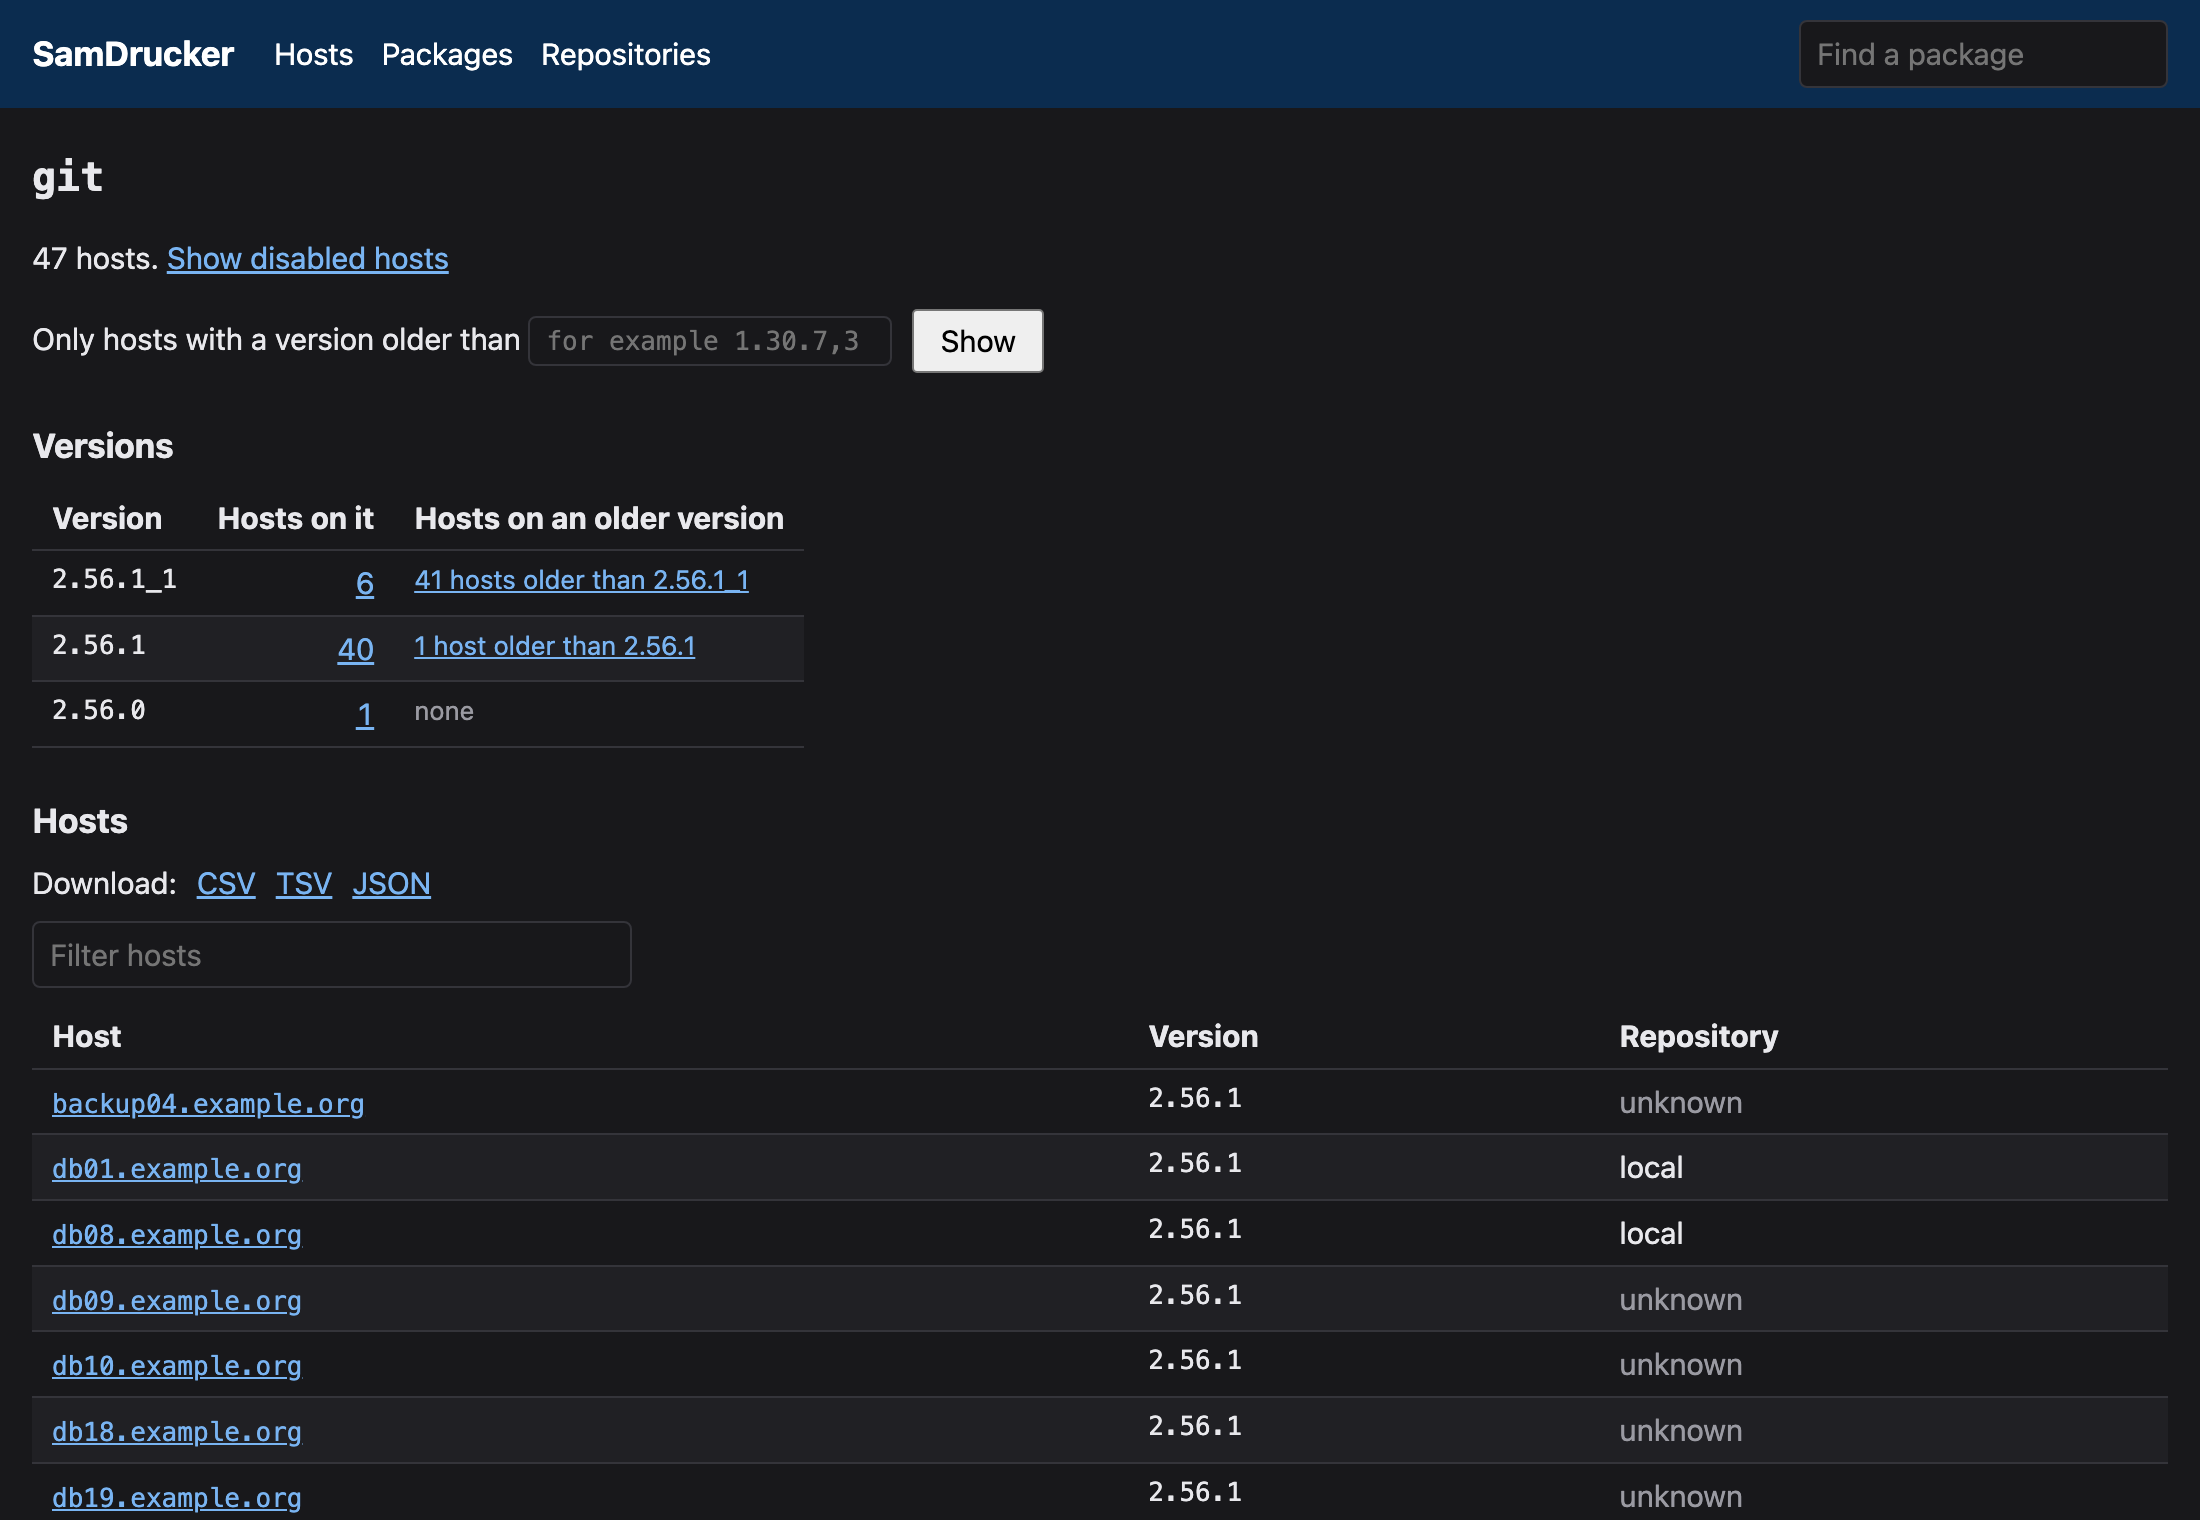 SamDrucker Hosts Packages Repositories Find a package
git
47 hosts. Show disabled hosts
Only hosts with a version older than for example 1.30.7,3 Show
Versions
Version Hosts on it Hosts on an older version
2.56.1_1 6 41 hosts older than 2.56.1_1
2.56.1 40 1 host older than 2.56.1
2.56.0 1 none
Hosts
Download: CSV TSV JSON
Filter hosts
Host Version Repository
backup04.example.org 2.56.1 unknown
db01.example.org 2.56.1 local
db08.example.org 2.56.1 local
db09.example.org 2.56.1 unknown
db10.example.org 2.56.1 unknown
db18.example.org 2.56.1 unknown
db19.example.org 2.56.1 unknown